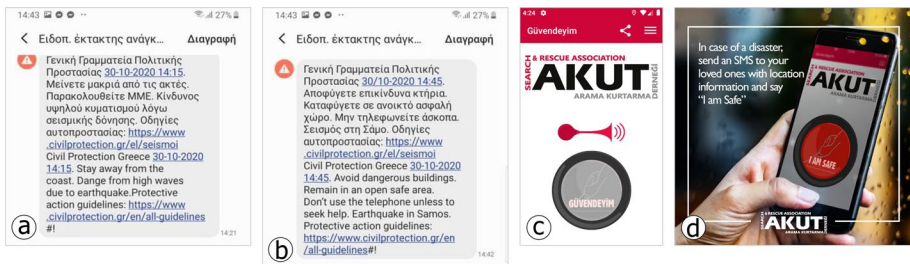 14:43
27%
Ειδοπ. έκτακτης ανάγκ...
Διαγραφή
Γενική Γραμματεία Πολιτικής
Προστασίας 30-10-2020 14:15.
Μείνετε μακριά από τις ακτές.
Παρακολουθείτε ΜΜΕ. Κίνδυνος
υψηλού κυματισμού λόγω
σεισμικής δόνησης. Οδηγίες
αυτοπροστασίας: https://www
.civilprotection.gr/el/seismoi
Civil Protection Greece 30-10-2020
14:15. Stay away from the
coast. Dange from high waves
due to earthquake.Protective
action guidelines: https://www
.civilprotection.gr/en/all-guidelines
#!
14:21
a
14:43
27%
Ειδοπ. έκτακτης ανάγκ...
Διαγραφή
Γενική Γραμματεία Πολιτικής
Προστασίας 30/10-2020 14:45.
Αποφύγετε επικίνδυνα κτήρια.
Καταφύγετε σε ανοικτό ασφαλή
χώρο. Μην τηλεφωνείτε άσκοπα.
Σεισμός στη Σάμο. Οδηγίες
αυτοπροστασίας: https://www
.civilprotection.gr/el/seismoi
Civil Protection Greece 30-10-2020
14:45. Avoid dangerous buildings.
Remain in an open safe area.
Don't use the telephone unless to
seek help. Earthquake in Samos.
Protective action guidelines:
https://www.civilprotection.gr/en
/all-guidelines#!
14:42
b
4:24
Güvendeyim
SEARCH
& RESCUE ASSOCIATION
AKUT
ARAMA KURTARMA
DERNEĞİ
GÜVENDEYİM
c
In case of a disaster,
send an SMS to your
loved ones with location
information and say
"I am Safe"
& RESCUE ASSOCIATION
AKUT
ARAMA KURTARMA
I AM SAFE
SEARCH
& RESCUE ASSOCIATION
AKUT
ARAMA KURTARMA
DERNEĞİ
d